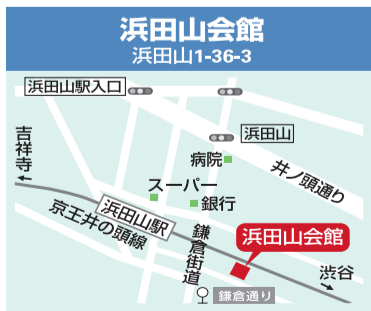 浜田山会館
浜田山1-36-3
浜田山駅入口
浜田山
吉祥寺
病院
井ノ頭通り
スーパー
銀行
浜田山駅
京王井の頭線
鎌倉街道
浜田山会館
渋谷
鎌倉通り